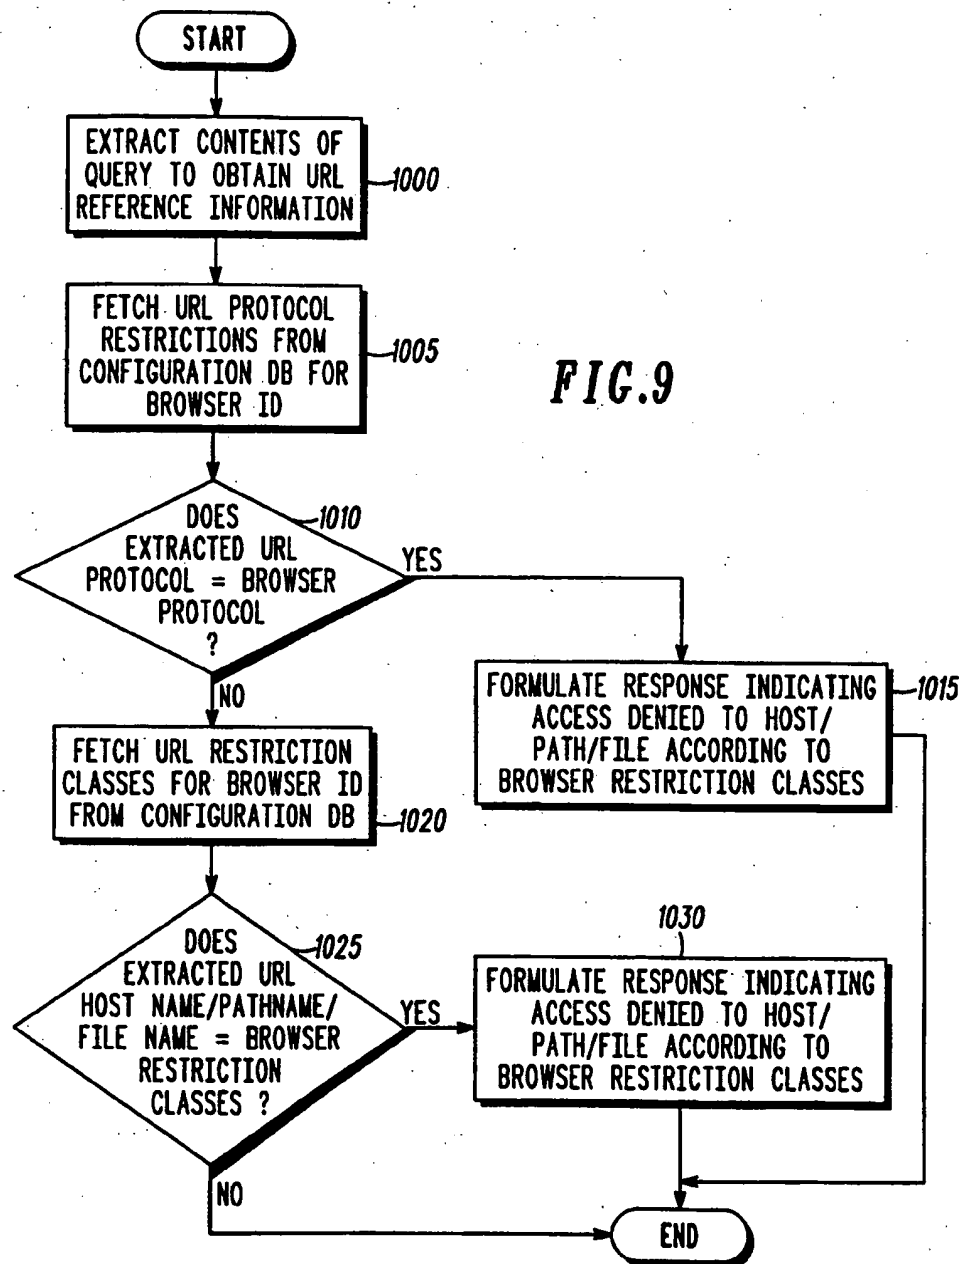 START
EXTRACT CONTENTS OF
QUERY TO OBTAIN URL
REFERENCE INFORMATION
1000
FETCH URL PROTOCOL
RESTRICTIONS FROM
CONFIGURATION DB FOR
BROWSER ID
1005
FIG.9
DOES
EXTRACTED URL
PROTOCOL = BROWSER
PROTOCOL
?
1010
YES
NO
FORMULATE RESPONSE INDICATING
ACCESS DENIED TO HOST/
PATH/FILE ACCORDING TO
BROWSER RESTRICTION CLASSES
1015
FETCH URL RESTRICTION
CLASSES FOR BROWSER ID
FROM CONFIGURATION DB
1020
DOES
EXTRACTED URL
HOST NAME/PATHNAME/
FILE NAME = BROWSER
RESTRICTION
CLASSES ?
1025
YES
NO
1030
FORMULATE RESPONSE INDICATING
ACCESS DENIED TO HOST/
PATH/FILE ACCORDING TO
BROWSER RESTRICTION CLASSES
END